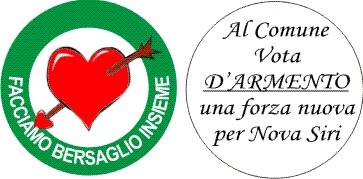 FACCIAMO BERSAGLIO INSIEME
Al Comune
Vota
D'ARMENTO
una forza nuova
per Nova Siri